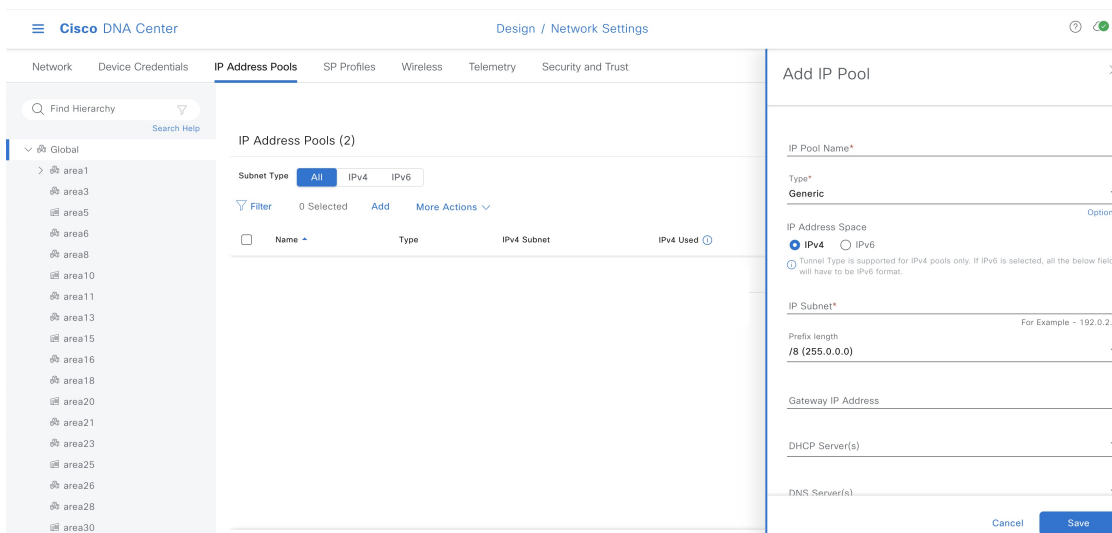 Cisco DNA Center
Design / Network Settings
Network Device Credentials IP Address Pools SP Profiles Wireless Telemetry Security and Trust
Find Hierarchy
Search Help
Global
area1
area3
area5
area6
area8
area10
area11
area13
area15
area16
area18
area20
area21
area23
area25
area26
area28
area30
IP Address Pools (2)
Subnet Type All IPv4 IPv6
Filter 0 Selected Add More Actions
Name Type IPv4 Subnet IPv4 Used
Add IP Pool
IP Pool Name*
Type*
Generic
Option
IP Address Space
IPv4 IPv6
Tunnel Type is supported for IPv4 pools only. If IPv6 is selected, all the below field
will have to be IPv6 format.
IP Subnet*
For Example - 192.0.2.
Prefix length
/8 (255.0.0.0)
Gateway IP Address
DHCP Server(s)
DNS Server(s)
Cancel Save